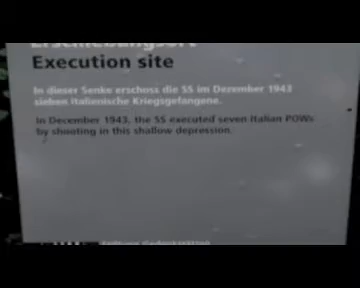 Erschießungsort
Execution site
In dieser Senke erschoss die SS im Dezember 1943
sieben italienische Kriegsgefangene.
In December 1943, the SS executed seven Italian POWs
by shooting in this shallow depression.